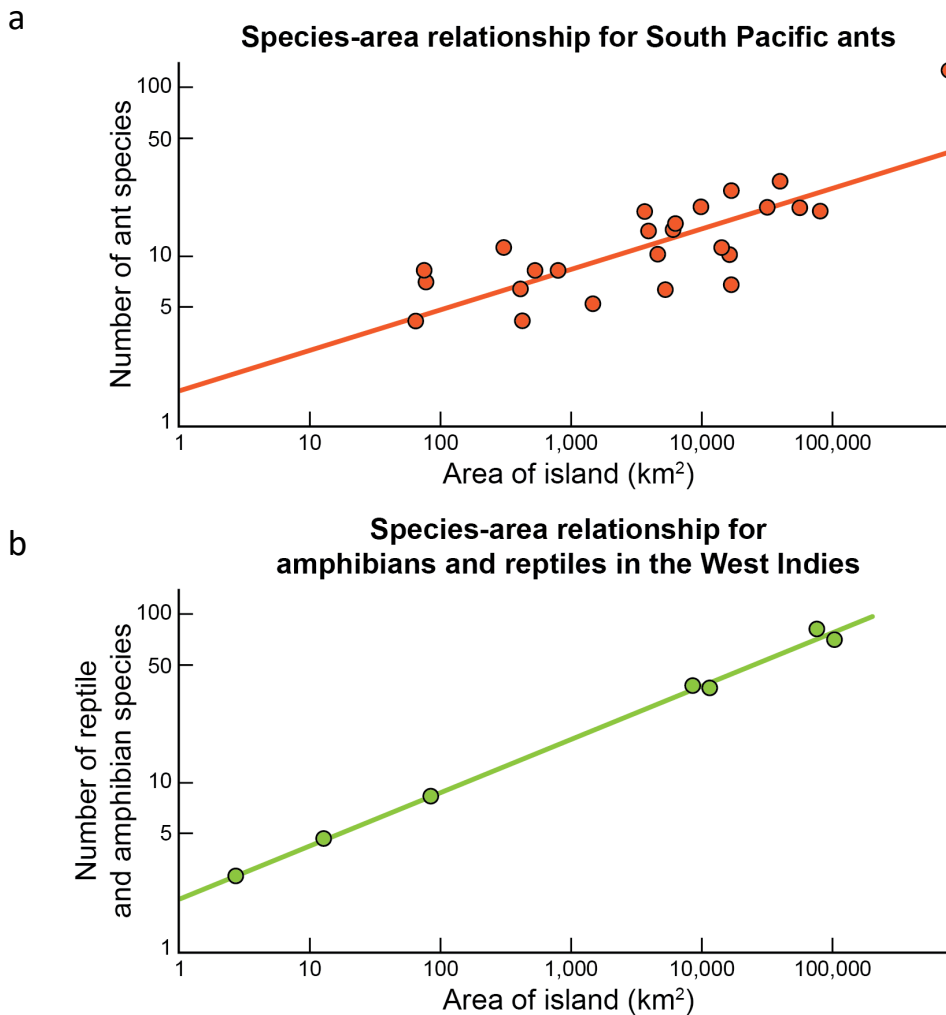 a
Species-area relationship for South Pacific ants
Number of ant species
100
50
10
5
1
1 10 100 1,000 10,000 100,000
Area of island (km²)
b
Species-area relationship for
amphibians and reptiles in the West Indies
Number of reptile
and amphibian species
100
50
10
5
1
1 10 100 1,000 10,000 100,000
Area of island (km²)